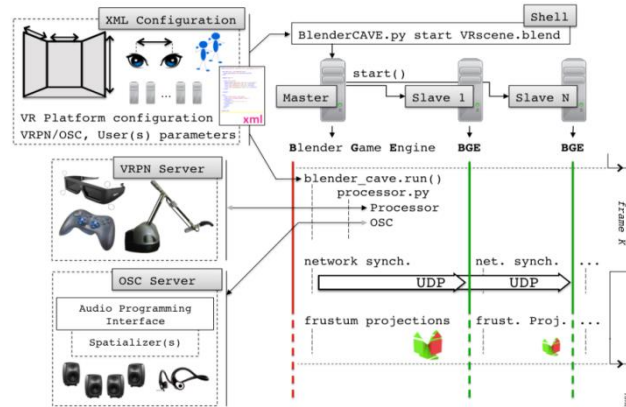 XML Configuration
Shell
BlenderCAVE.py start VRscene.blend
start()
Master
Slave 1
Slave N
xml
VR Platform configuration
VRPN/OSC, User(s) parameters
Blender Game Engine
BGE
BGE
VRPN Server
blender_cave.run()
processor.py
Processor
OSC
frame K
OSC Server
Audio Programming
Interface
Spatializer(s)
network synch.
net. synch.
...
UDP
UDP
frustum projections
frust. Proj.
...